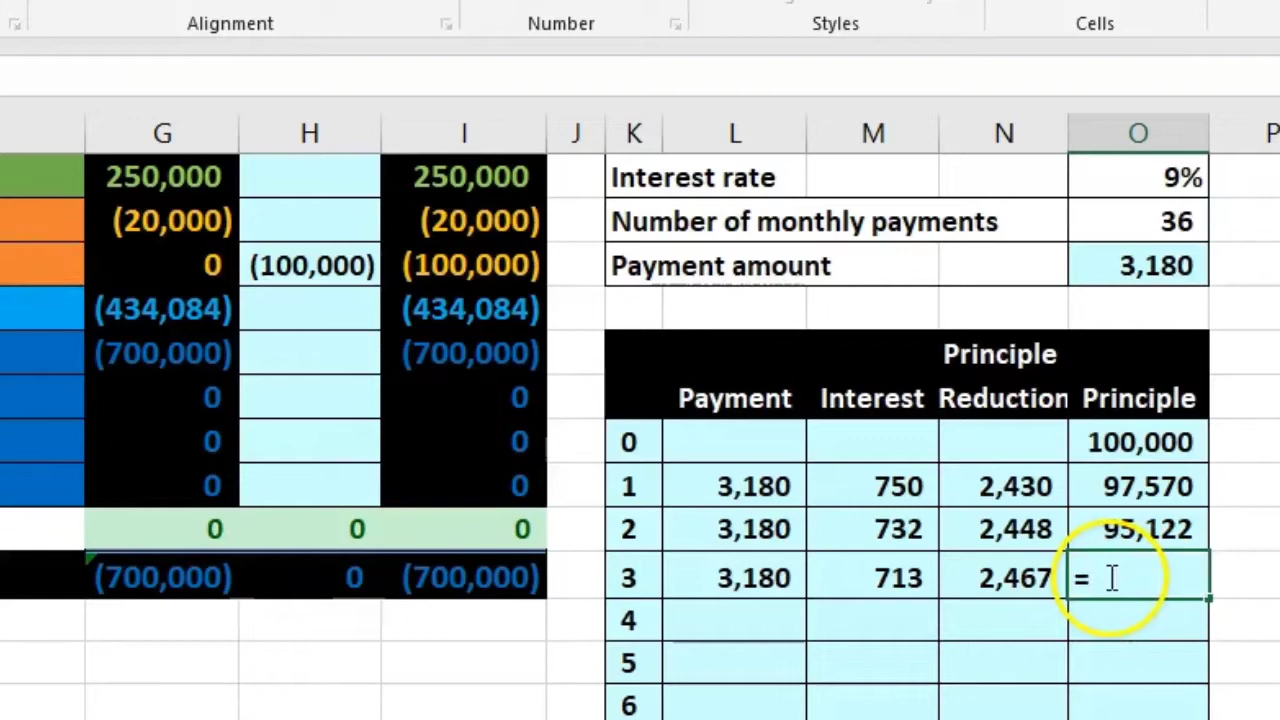 Alignment Number Styles Cells
G H I J K L M N O P
250,000 250,000 Interest rate 9%
(20,000) (20,000) Number of monthly payments 36
0 (100,000) (100,000) Payment amount 3,180
(434,084) (434,084)
(700,000) (700,000) Principle
0 0 Payment Interest Reduction Principle
0 0 0 100,000
0 0 1 3,180 750 2,430 97,570
0 0 0 2 3,180 732 2,448 95,122
(700,000) 0 (700,000) 3 3,180 713 2,467 =
4
5
6